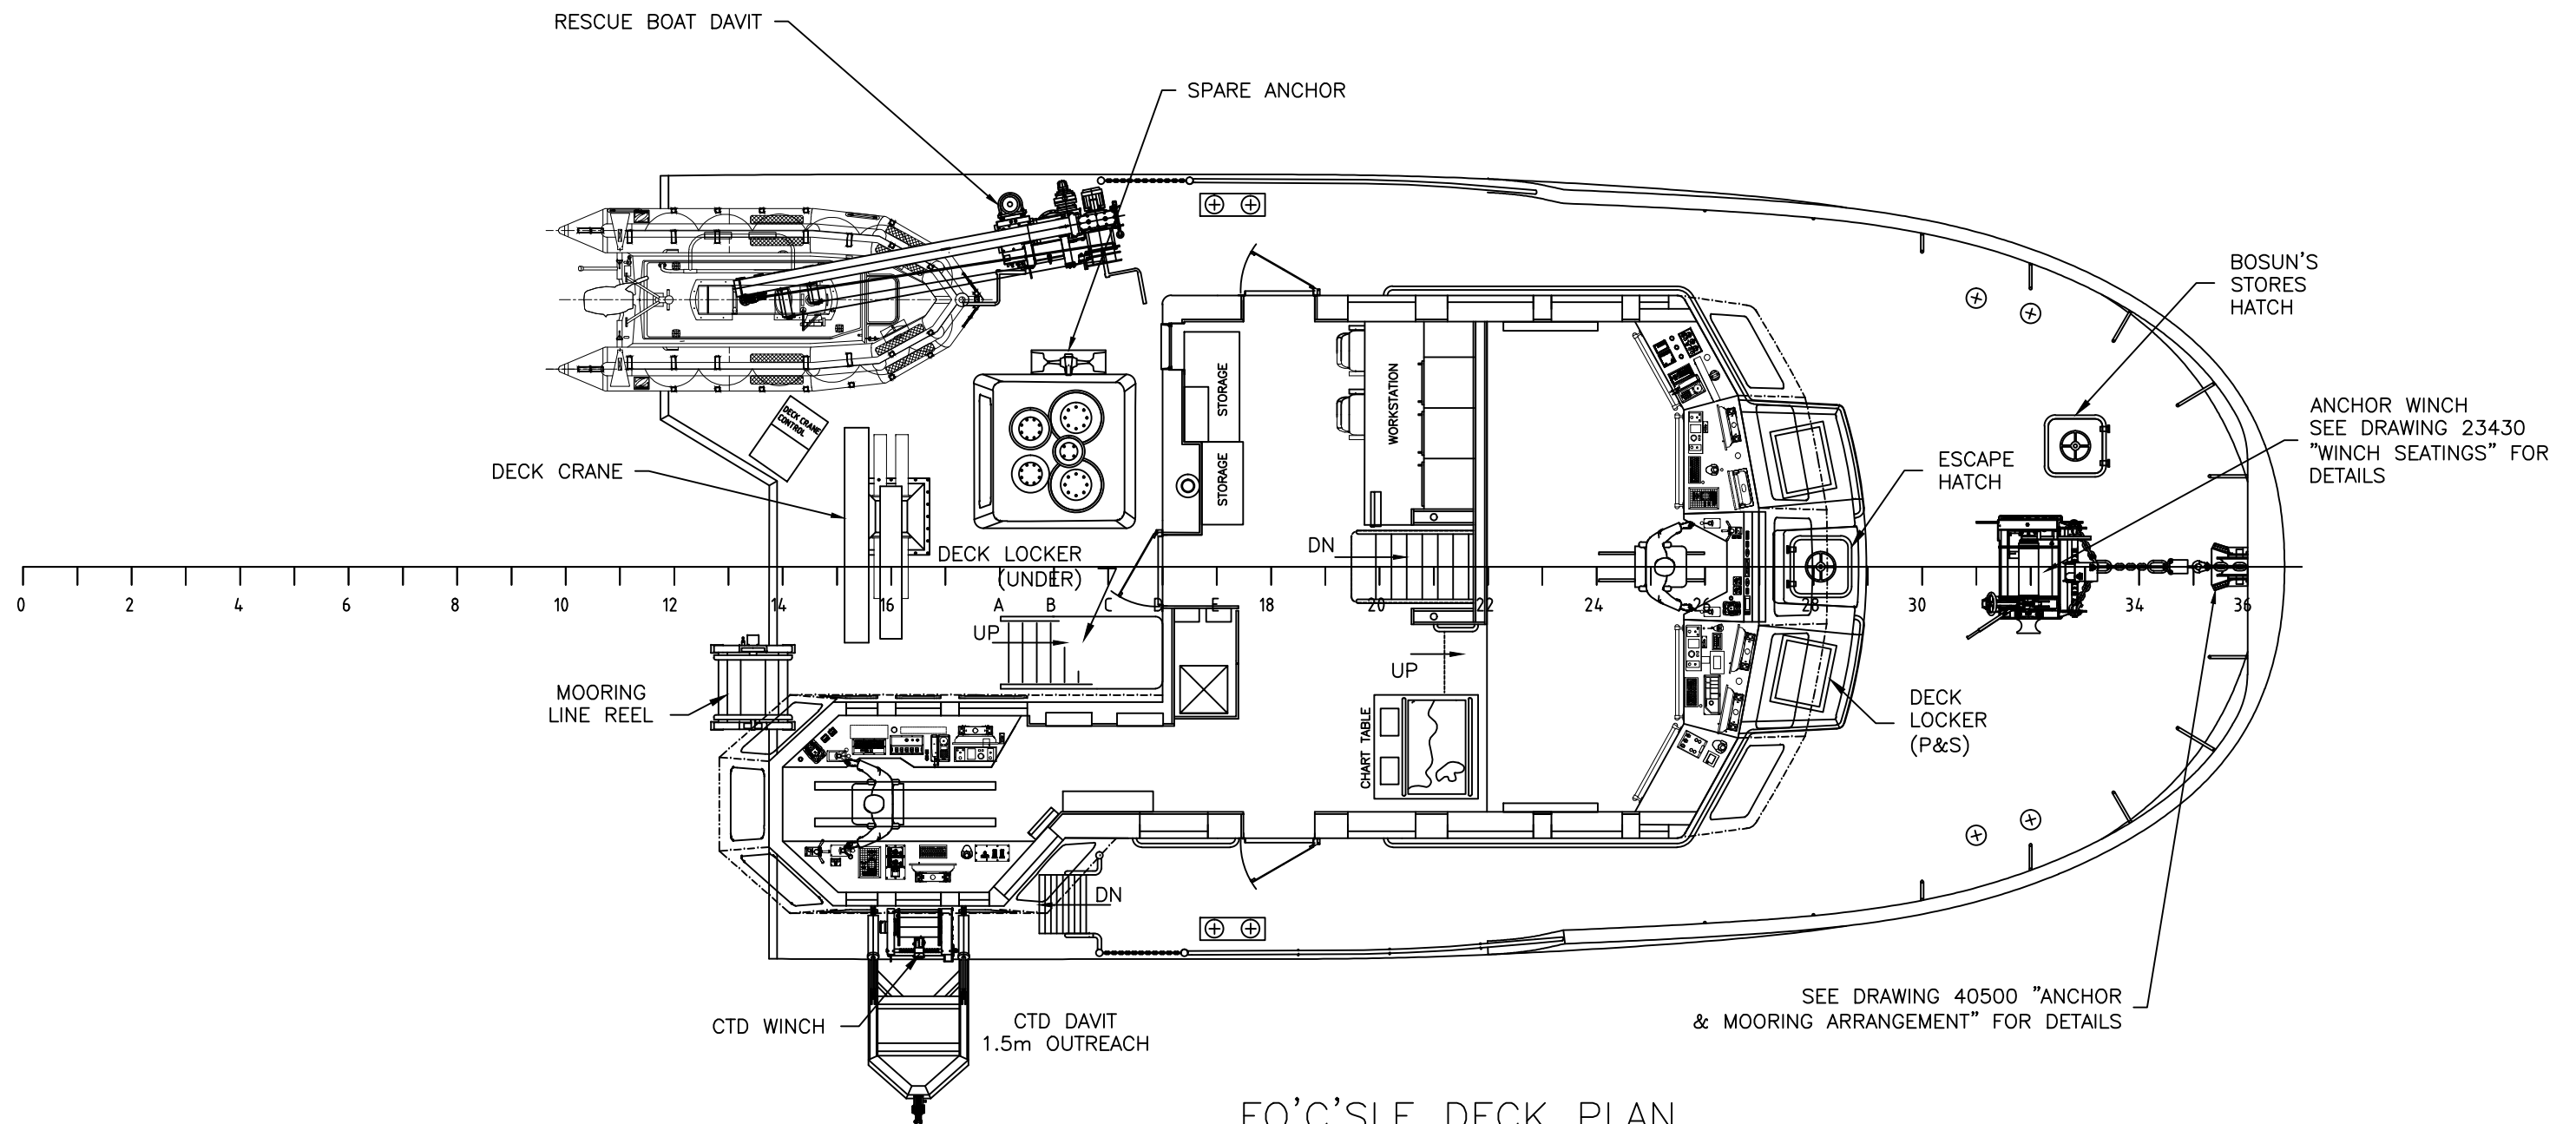 RESCUE BOAT DAVIT
SPARE ANCHOR
BOSUN'S
STORES
HATCH
ANCHOR WINCH
SEE DRAWING 23430
"WINCH SEATINGS" FOR
DETAILS
ESCAPE
HATCH
DECK CRANE
CONTROL
DECK CRANE
STORAGE
STORAGE
WORKSTATION
DECK LOCKER
(UNDER)
DN
0 2 4 6 8 10 12 14 16 A B C D E 18 20 22 24 26 28 30 34 36
UP
UP
MOORING
LINE REEL
DECK
LOCKER
(P&S)
CHART TABLE
DN
SEE DRAWING 40500 "ANCHOR
& MOORING ARRANGEMENT" FOR DETAILS
CTD WINCH
CTD DAVIT
1.5m OUTREACH
FO'C'SLE DECK PLAN